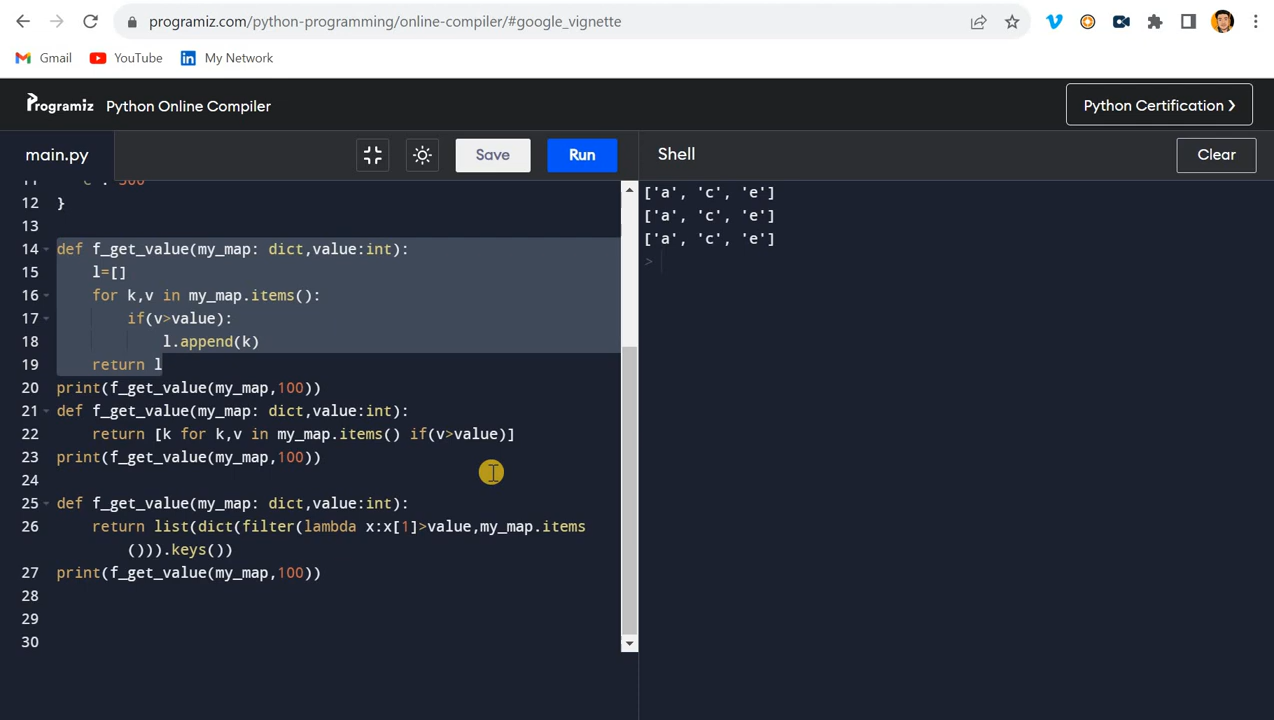 programiz.com/python-programming/online-compiler/#google_vignette
Gmail YouTube My Network
Programiz Python Online Compiler Python Certification
main.py Save Run Shell Clear
['a', 'c', 'e']
['a', 'c', 'e']
['a', 'c', 'e']
>
12 }
13
14 def f_get_value(my_map: dict,value:int):
15 l=[]
16 for k,v in my_map.items():
17 if(v>value):
18 l.append(k)
19 return l
20 print(f_get_value(my_map,100))
21 def f_get_value(my_map: dict,value:int):
22 return [k for k,v in my_map.items() if(v>value)]
23 print(f_get_value(my_map,100))
24
25 def f_get_value(my_map: dict,value:int):
26 return list(dict(filter(lambda x:x[1]>value,my_map.items
())).keys())
27 print(f_get_value(my_map,100))
28
29
30